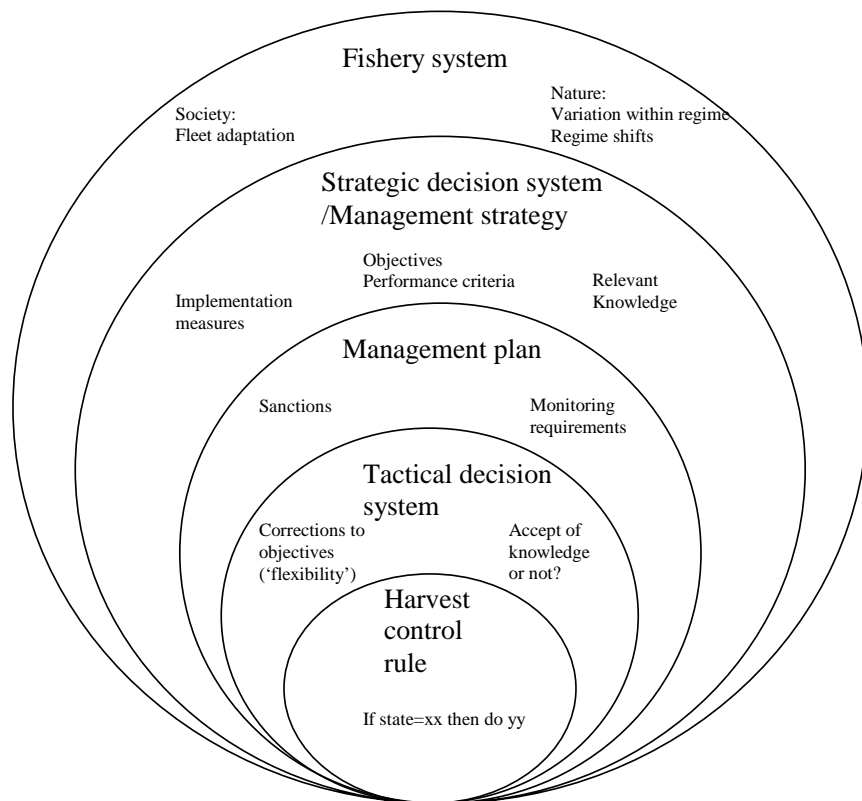 Fishery system
Society:
Fleet adaptation
Nature:
Variation within regime
Regime shifts
Strategic decision system
/Management strategy
Objectives
Performance criteria
Implementation
measures
Relevant
Knowledge
Management plan
Sanctions
Monitoring
requirements
Tactical decision
system
Corrections to
objectives
(‘flexibility’)
Accept of
knowledge
or not?
Harvest
control
rule
If state=xx then do yy